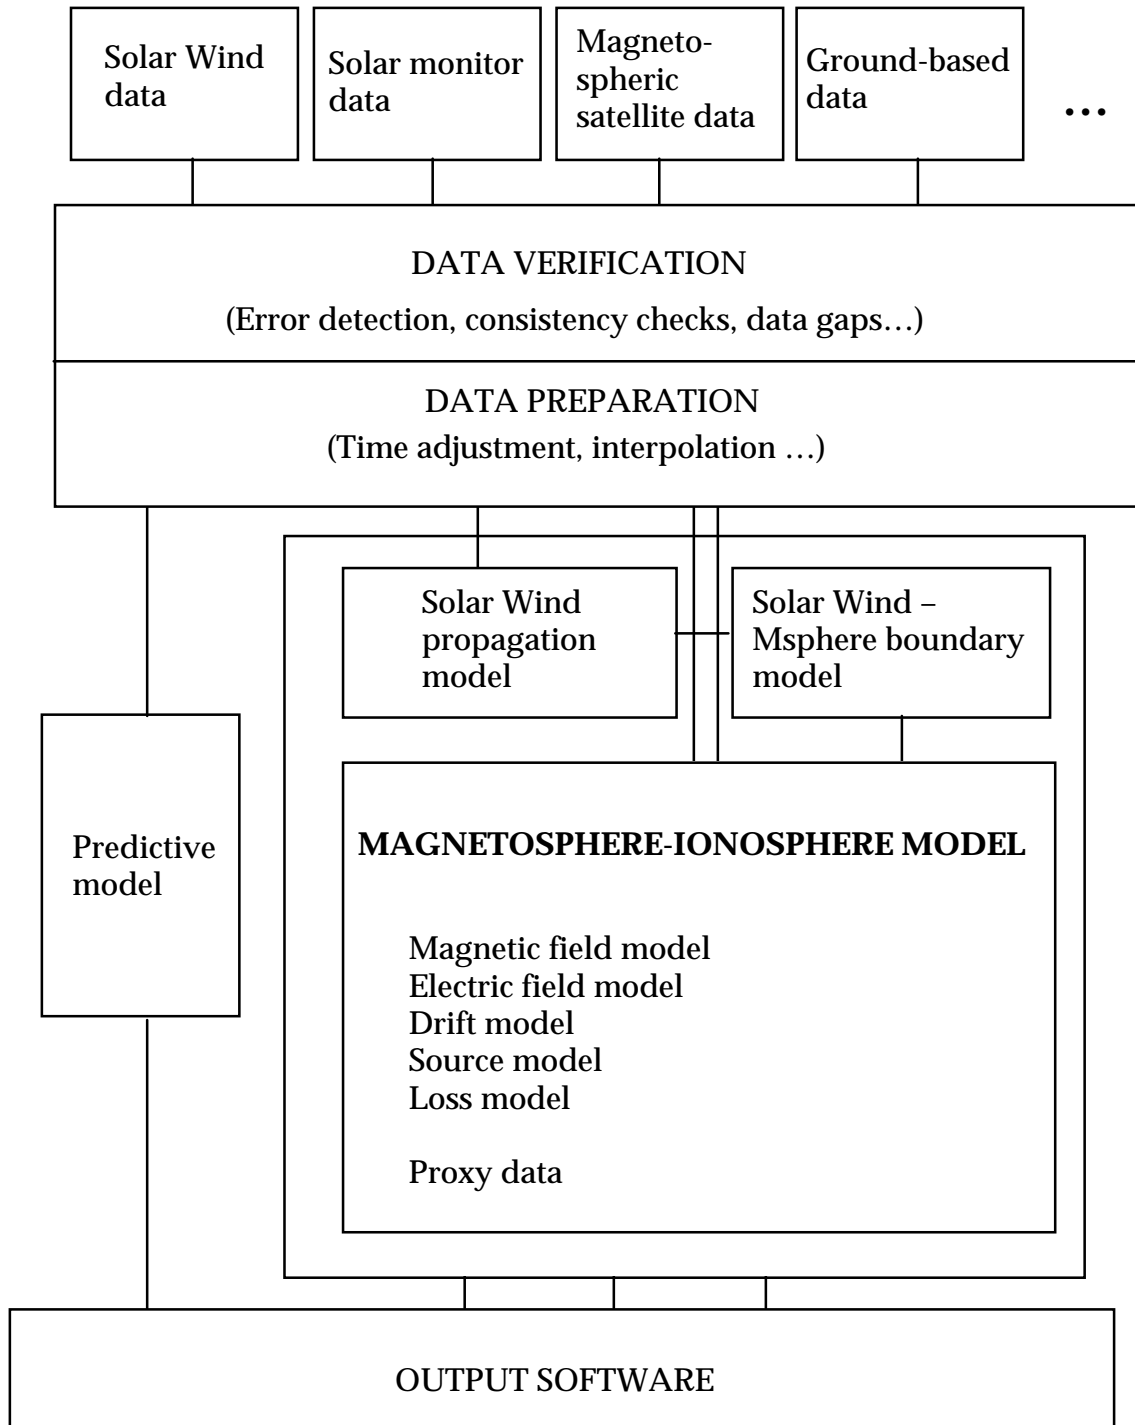 Solar Wind
data
Solar monitor
data
Magneto-
spheric
satellite data
Ground-based
data
...
DATA VERIFICATION
(Error detection, consistency checks, data gaps…)
DATA PREPARATION
(Time adjustment, interpolation …)
Solar Wind
propagation
model
Solar Wind –
Msphere boundary
model
Predictive
model
MAGNETOSPHERE-IONOSPHERE MODEL
Magnetic field model
Electric field model
Drift model
Source model
Loss model
Proxy data
OUTPUT SOFTWARE